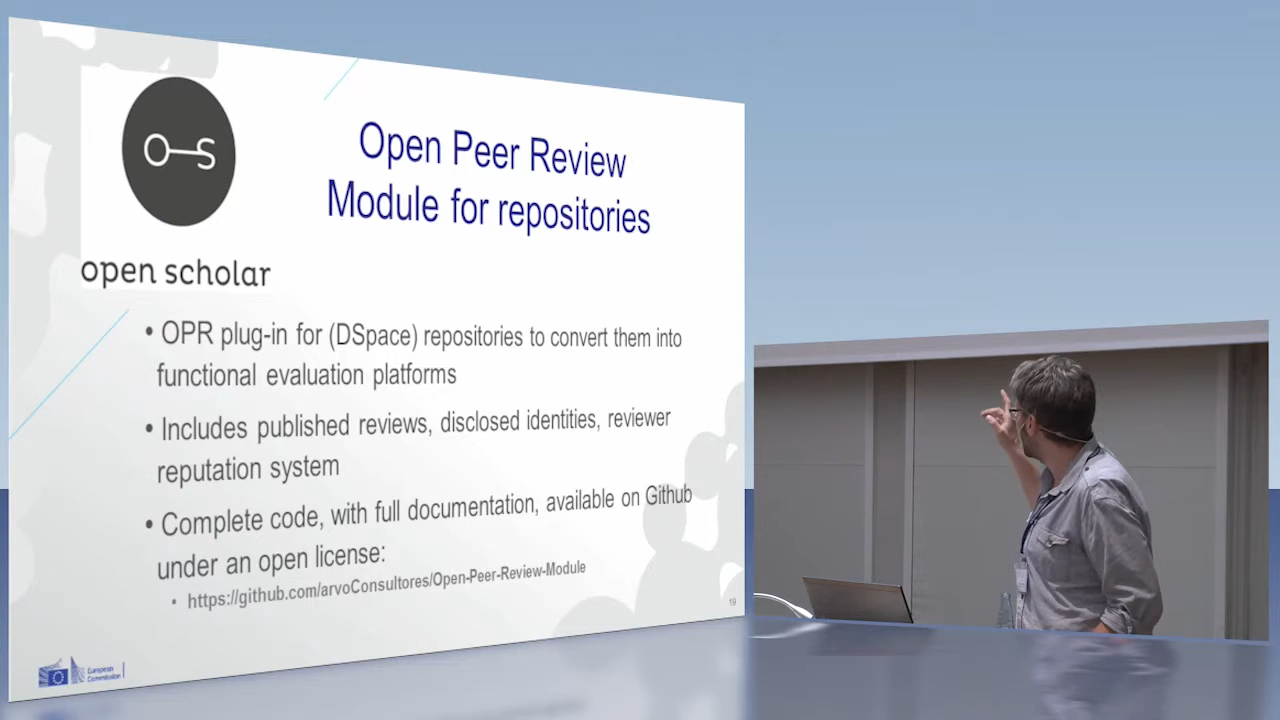 O-S
open scholar
Open Peer Review
Module for repositories
• OPR plug-in for (DSpace) repositories to convert them into
functional evaluation platforms
• Includes published reviews, disclosed identities, reviewer
reputation system
• Complete code, with full documentation, available on Github
under an open license:
• https://github.com/arvoConsultores/Open-Peer-Review-Module
19
European
Commission